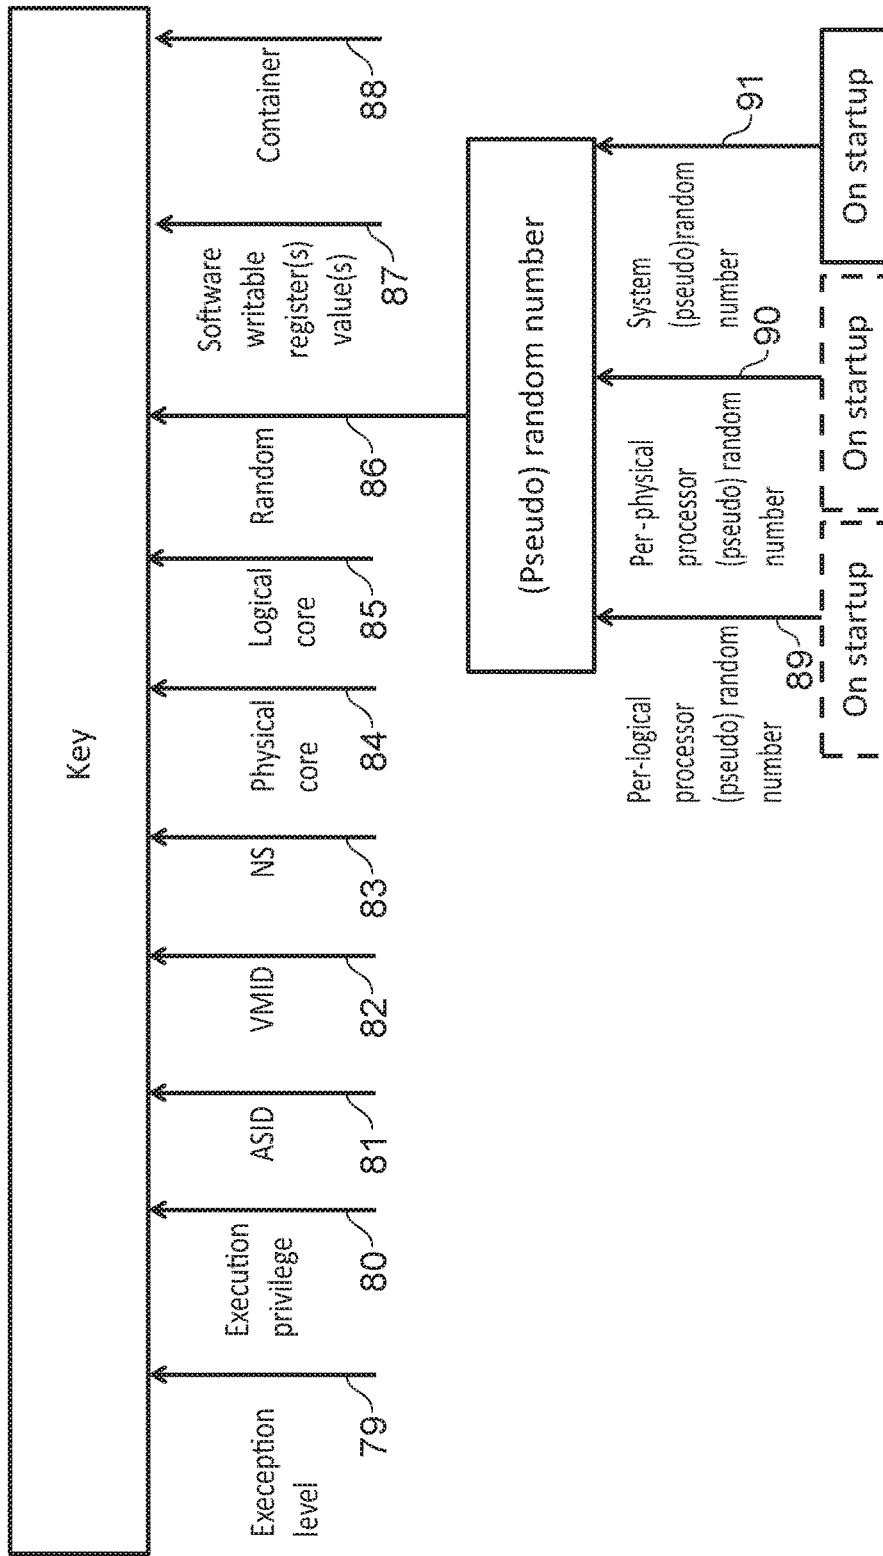 Key
Exeception
level
79
Execution
privilege
80
ASID
81
VMID
82
NS
83
Physical
core
84
Logical
core
85
Random
86
Software
writable
register(s)
value(s)
87
Container
88
(Pseudo) random number
Per-logical
processor
(pseudo) random
number
89
Per-physical
processor
(pseudo) random
number
90
System
(pseudo)random
number
91
On startup
On startup
On startup